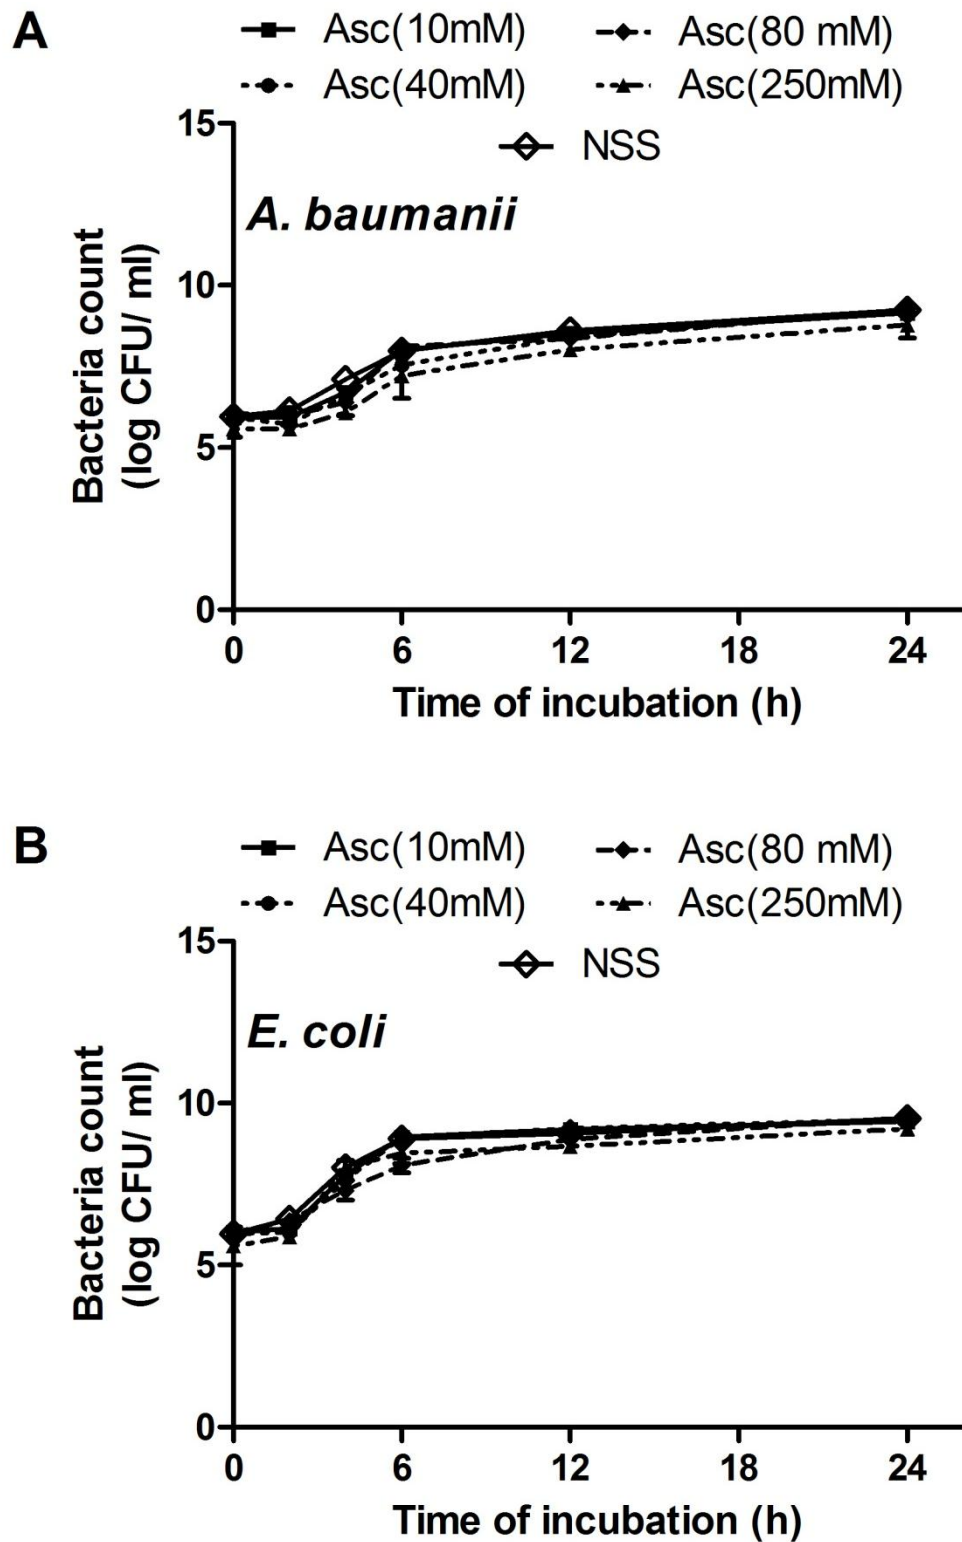 A
Asc(10mM) Asc(80 mM)
Asc(40mM) Asc(250mM)
NSS
15
10
5
0
A. baumanii
Bacteria count
(log CFU/ ml)
0 6 12 18 24
Time of incubation (h)
B
Asc(10mM) Asc(80 mM)
Asc(40mM) Asc(250mM)
NSS
15
10
5
0
E. coli
Bacteria count
(log CFU/ ml)
0 6 12 18 24
Time of incubation (h)